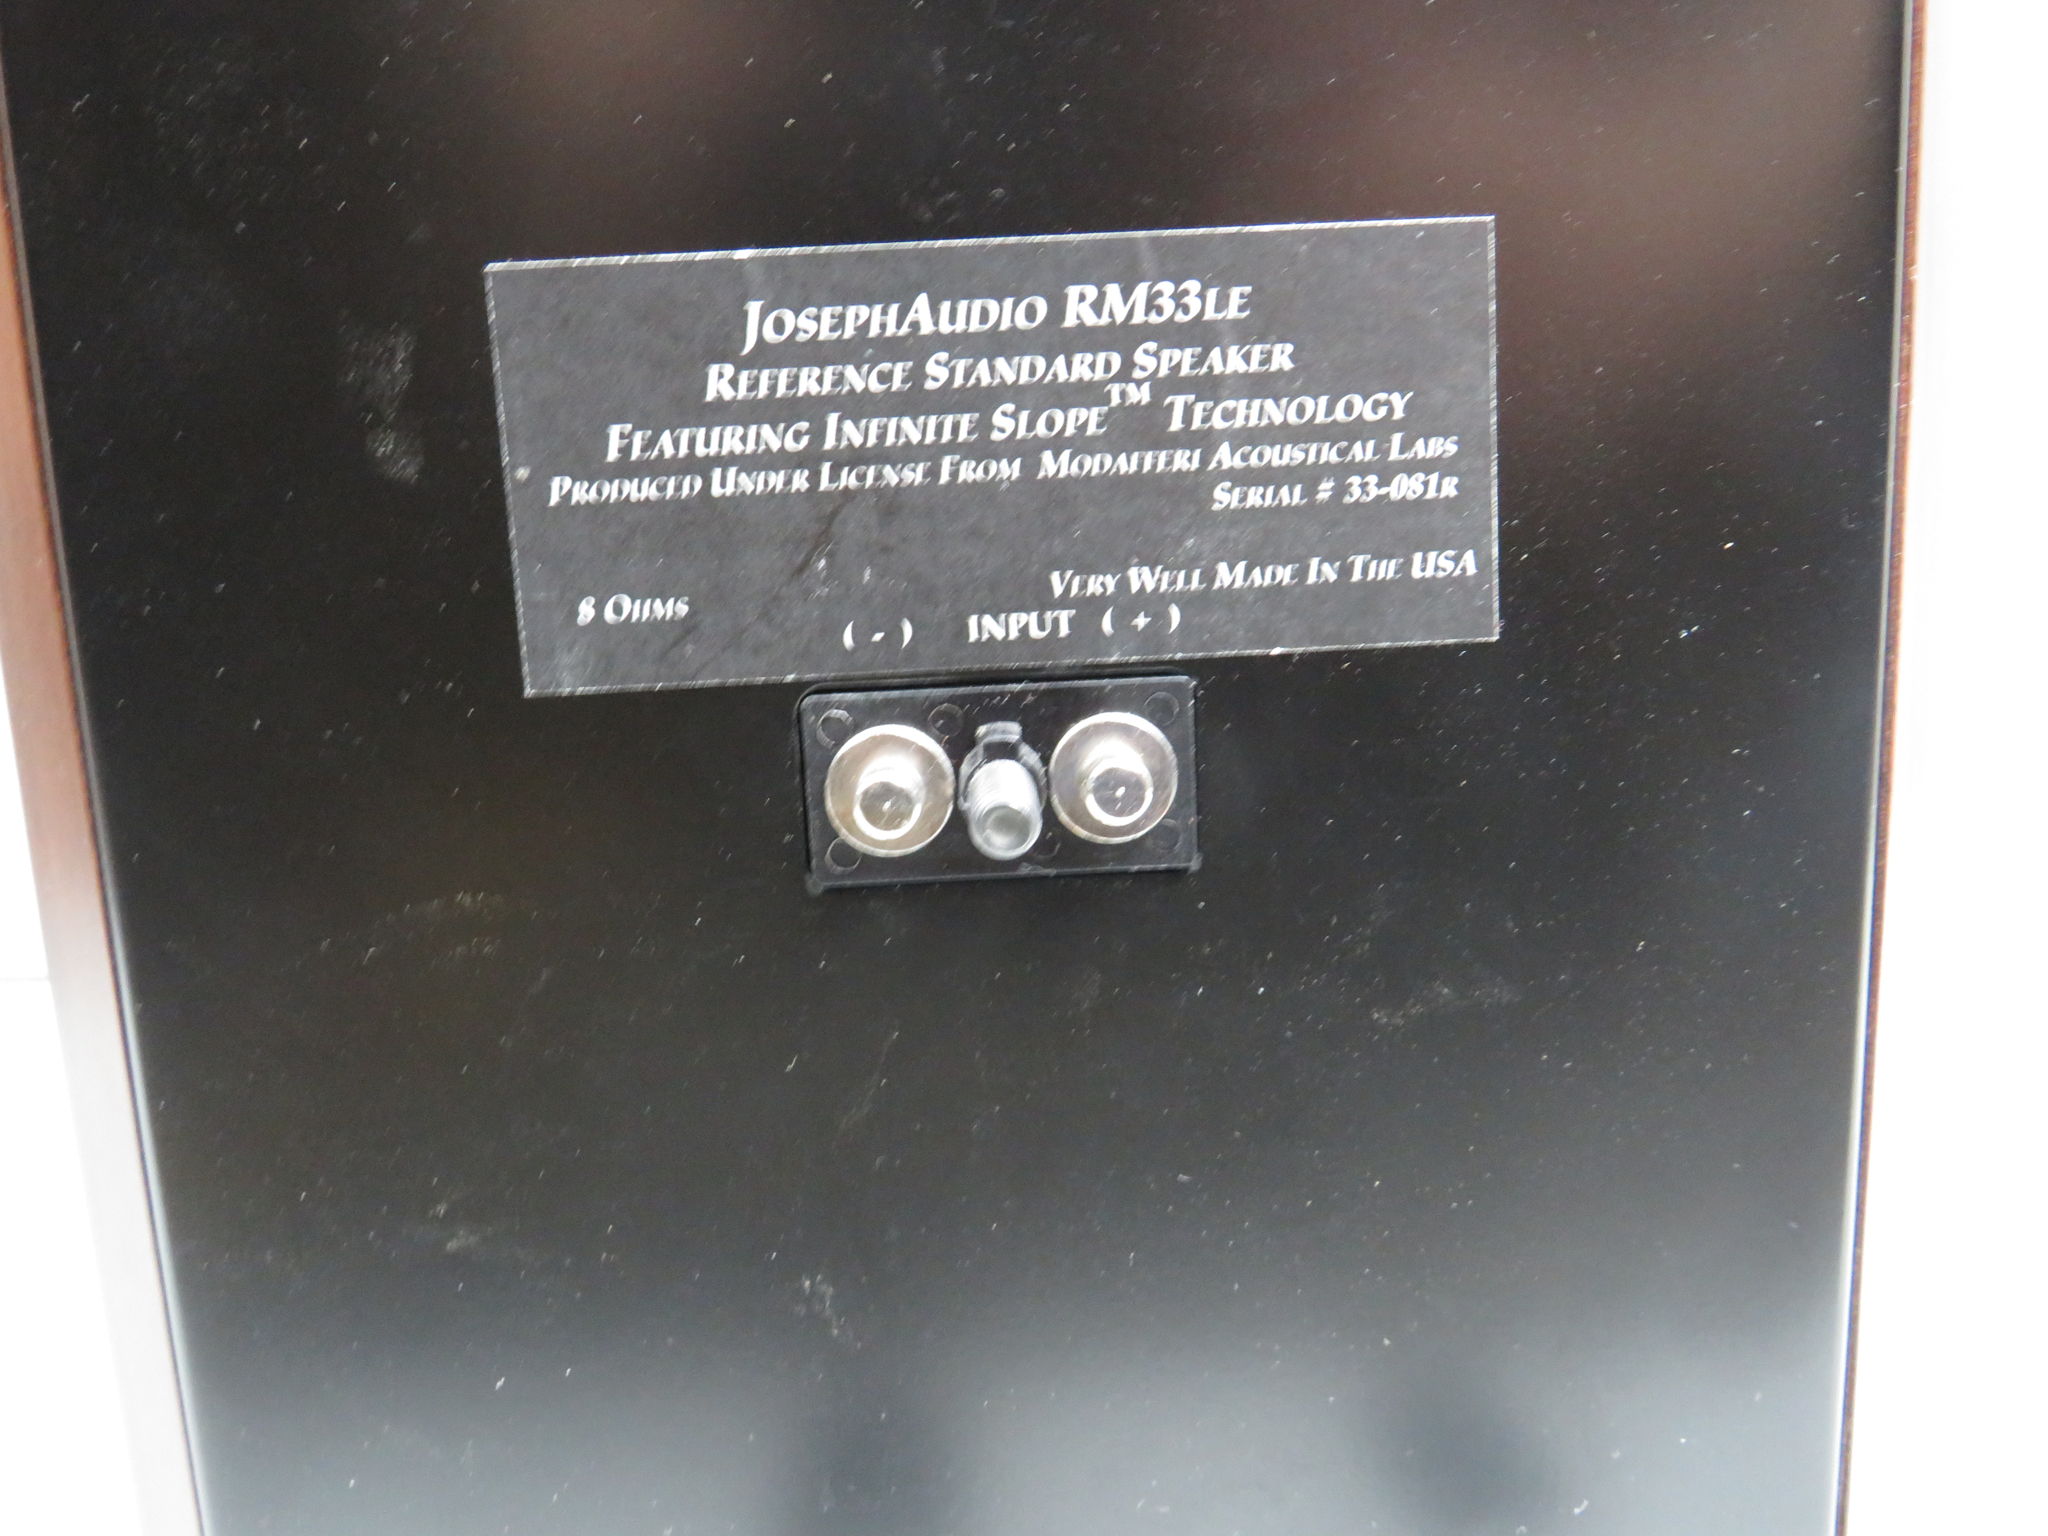 JOSEPHAUDIO RM33LE
REFERENCE STANDARD SPEAKER
FEATURING INFINITE SLOPE™ TECHNOLOGY
PRODUCED UNDER LICENSE FROM MODAFFERI ACOUSTICAL LABS
SERIAL # 33-081R
VERY WELL MADE IN THE USA
8 OHMS
( - ) INPUT ( + )